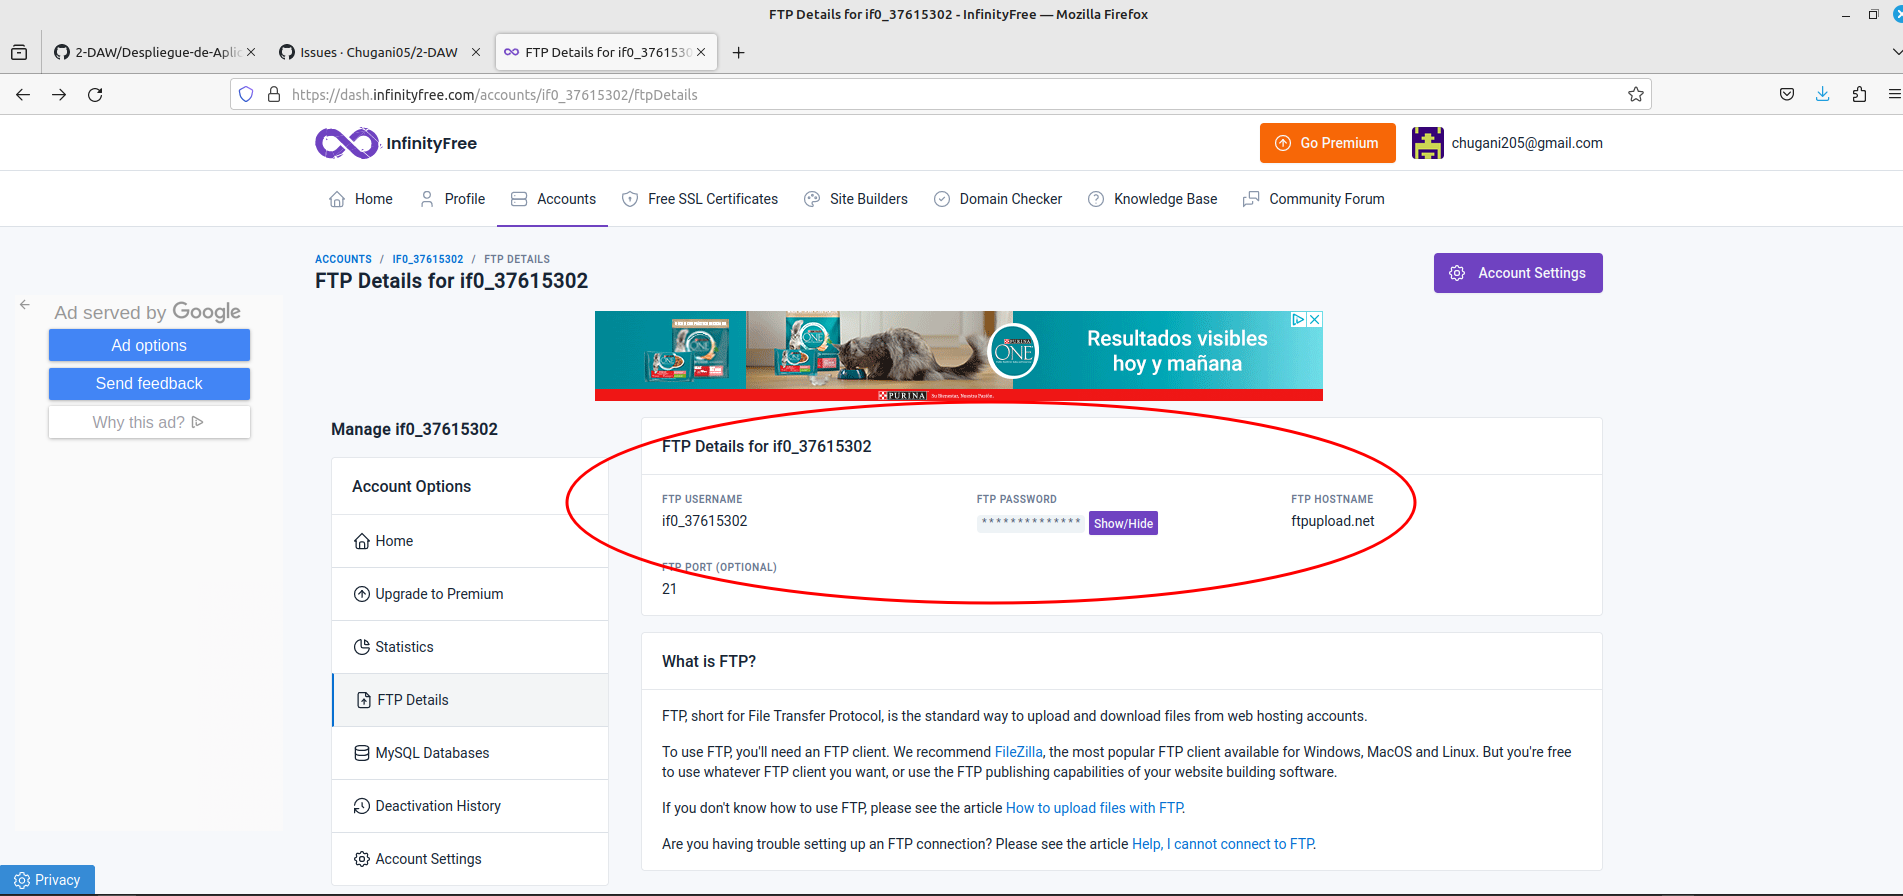 FTP Details for if0_37615302 - InfinityFree — Mozilla Firefox
2-DAW/Despliegue-de-Aplic
Issues · Chugani05/2-DAW
FTP Details for if0_37615302
https://dash.infinityfree.com/accounts/if0_37615302/ftpDetails
InfinityFree
Go Premium
chugani205@gmail.com
Home
Profile
Accounts
Free SSL Certificates
Site Builders
Domain Checker
Knowledge Base
Community Forum
ACCOUNTS / IF0_37615302 / FTP DETAILS
FTP Details for if0_37615302
Account Settings
Ad served by Google
Ad options
Send feedback
Why this ad?
ONE
PURINA ONE
Resultados visibles
hoy y mañana
PURINA Su Bienestar, Nuestra Pasión.
Manage if0_37615302
Account Options
Home
Upgrade to Premium
Statistics
FTP Details
MySQL Databases
Deactivation History
Account Settings
FTP Details for if0_37615302
FTP USERNAME
if0_37615302
FTP PASSWORD
************** Show/Hide
FTP HOSTNAME
ftpupload.net
FTP PORT (OPTIONAL)
21
What is FTP?
FTP, short for File Transfer Protocol, is the standard way to upload and download files from web hosting accounts.
To use FTP, you'll need an FTP client. We recommend FileZilla, the most popular FTP client available for Windows, MacOS and Linux. But you're free
to use whatever FTP client you want, or use the FTP publishing capabilities of your website building software.
If you don't know how to use FTP, please see the article How to upload files with FTP.
Are you having trouble setting up an FTP connection? Please see the article Help, I cannot connect to FTP.
Privacy